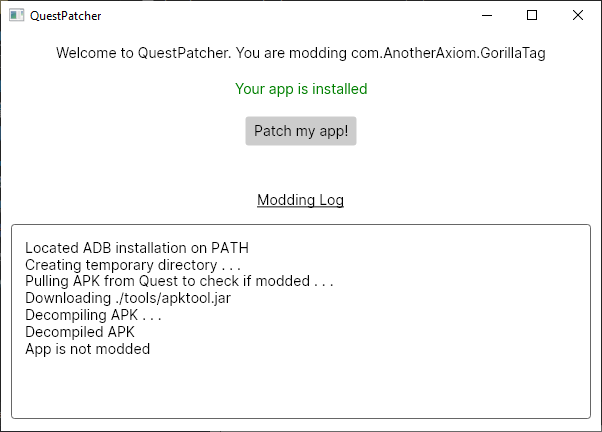 QuestPatcher
Welcome to QuestPatcher. You are modding com.AnotherAxiom.GorillaTag
Your app is installed
Patch my app!
Modding Log
Located ADB installation on PATH
Creating temporary directory . . .
Pulling APK from Quest to check if modded . . .
Downloading ./tools/apktool.jar
Decompiling APK . . .
Decompiled APK
App is not modded